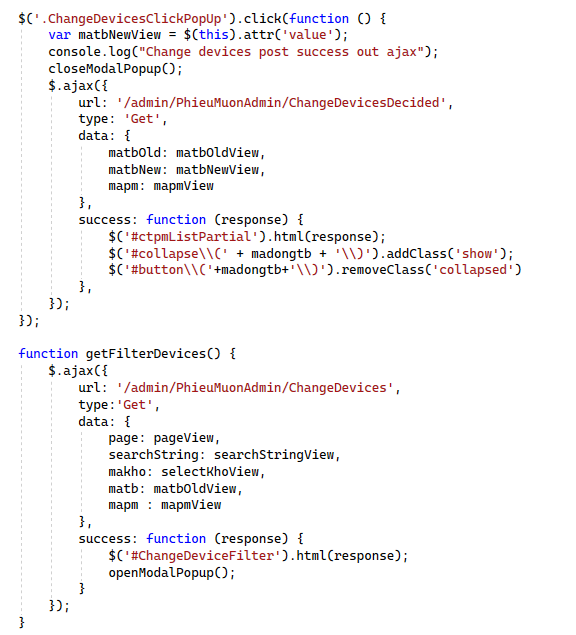 $('.ChangeDevicesClickPopUp').click(function () {
    var matbNewView = $(this).attr('value');
    console.log("Change devices post success out ajax");
    closeModalPopup();
    $.ajax({
        url: '/admin/PhieuMuonAdmin/ChangeDevicesDecided',
        type: 'Get',
        data: {
            matbOld: matbOldView,
            matbNew: matbNewView,
            mapm: mapmView
        },
        success: function (response) {
            $('#ctpmListPartial').html(response);
            $('#collapse\\(' + madongtb + '\\)').addClass('show');
            $('#button\\('+madongtb+'\\)').removeClass('collapsed')
        },
    });
});
function getFilterDevices() {
    $.ajax({
        url: '/admin/PhieuMuonAdmin/ChangeDevices',
        type:'Get',
        data: {
            page: pageView,
            searchString: searchStringView,
            makho: selectKhoView,
            matb: matbOldView,
            mapm : mapmView
        },
        success: function (response) {
            $('#ChangeDeviceFilter').html(response);
            openModalPopup();
        }
    });
}